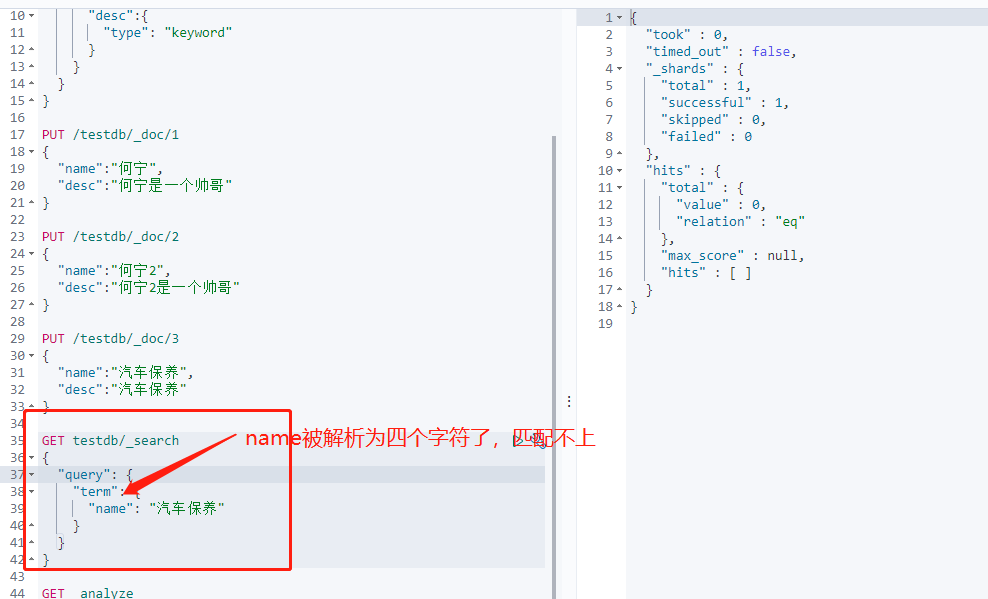 10 "desc":{
11 "type": "keyword"
12 }
13 }
14 }
15 }
16
17 PUT /testdb/_doc/1
18 {
19 "name":"何宁",
20 "desc":"何宁是一个帅哥"
21 }
22
23 PUT /testdb/_doc/2
24 {
25 "name":"何宁2",
26 "desc":"何宁2是一个帅哥"
27 }
28
29 PUT /testdb/_doc/3
30 {
31 "name":"汽车保养",
32 "desc":"汽车保养"
33 }
34
35 GET testdb/_search
name被解析为四个字符了，匹配不上
36 {
37 "query": {
38 "term": {
39 "name": "汽车保养"
40 }
41 }
42 }
43
44 GET _analyze
1 {
2 "took" : 0,
3 "timed_out" : false,
4 "_shards" : {
5 "total" : 1,
6 "successful" : 1,
7 "skipped" : 0,
8 "failed" : 0
9 },
10 "hits" : {
11 "total" : {
12 "value" : 0,
13 "relation" : "eq"
14 },
15 "max_score" : null,
16 "hits" : [ ]
17 }
18 }
19